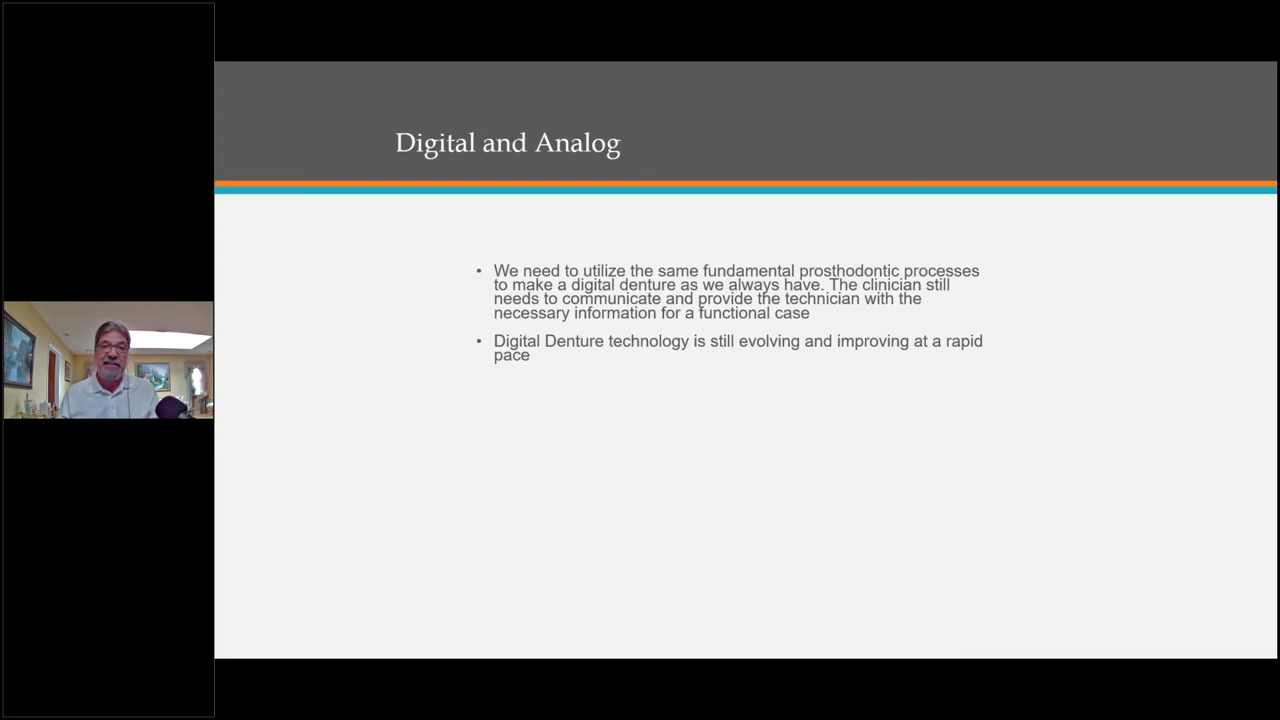 Digital and Analog
• We need to utilize the same fundamental prosthodontic processes
to make a digital denture as we always have. The clinician still
needs to communicate and provide the technician with the
necessary information for a functional case
• Digital Denture technology is still evolving and improving at a rapid
pace